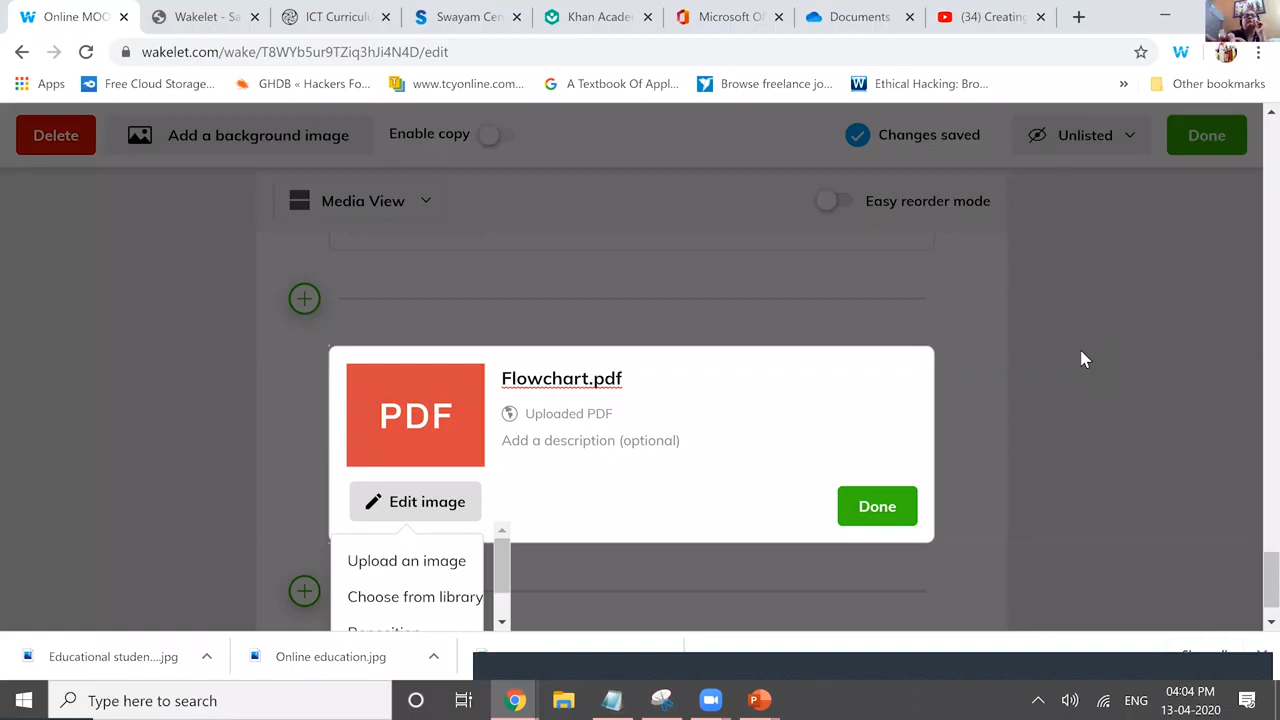 Online MOO
Wakelet - Sa
ICT Curricul
Swayam Cen
Khan Acade
Microsoft Of
Documents
(34) Creating
wakelet.com/wake/T8WYb5ur9TZiq3hJi4N4D/edit
Apps
Free Cloud Storage...
GHDB « Hackers Fo...
www.tcyonline.com...
A Textbook Of Appl...
Browse freelance jo...
Ethical Hacking: Bro...
»
Other bookmarks
Delete
Add a background image
Enable copy
Changes saved
Unlisted
Done
Media View
Easy reorder mode
PDF
Flowchart.pdf
Uploaded PDF
Add a description (optional)
Edit image
Done
Upload an image
Choose from library
Educational studen....jpg
Online education.jpg
Type here to search
ENG
04:04 PM
13-04-2020